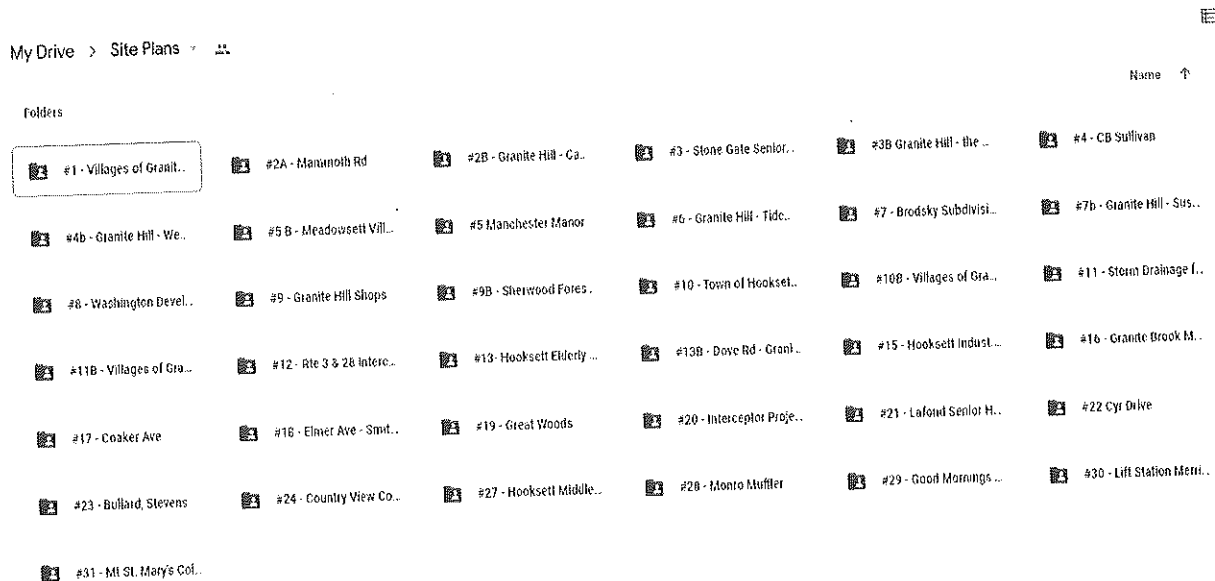 My Drive > Site Plans
Name ↑
Folders
#1 - Villages of Granit..
#2A - Mammoth Rd
#2B - Granite Hill - Ca..
#3 - Stone Gate Senior..
#3B Granite Hill - the ..
#4 - CB Sullivan
#4b - Granite Hill - We..
#5 B - Meadowsett Vill...
#5 Manchester Manor
#6 - Granite Hill - Tide..
#7 - Brodsky Subdivisi..
#7b - Granite Hill - Sus..
#8 - Washington Devel..
#9 - Granite Hill Shops
#9B - Sherwood Fores..
#10 - Town of Hookset..
#10B - Villages of Gra...
#11 - Storm Drainage f..
#11B - Villages of Gra...
#12 - Rte 3 & 28 Interc...
#13 - Hooksett Elderly ...
#13B - Dove Rd - Grani..
#15 - Hooksett Indust....
#16 - Granite Brook M..
#17 - Coaker Ave
#18 - Elmer Ave - Smit..
#19 - Great Woods
#20 - Interceptor Proje..
#21 - Lafond Senior H..
#22 Cyr Drive
#23 - Bullard, Stevens
#24 - Country View Co...
#27 - Hooksett Middle..
#28 - Monro Muffler
#29 - Good Mornings ...
#30 - Lift Station Merri..
#31 - Mt St. Mary's Col..